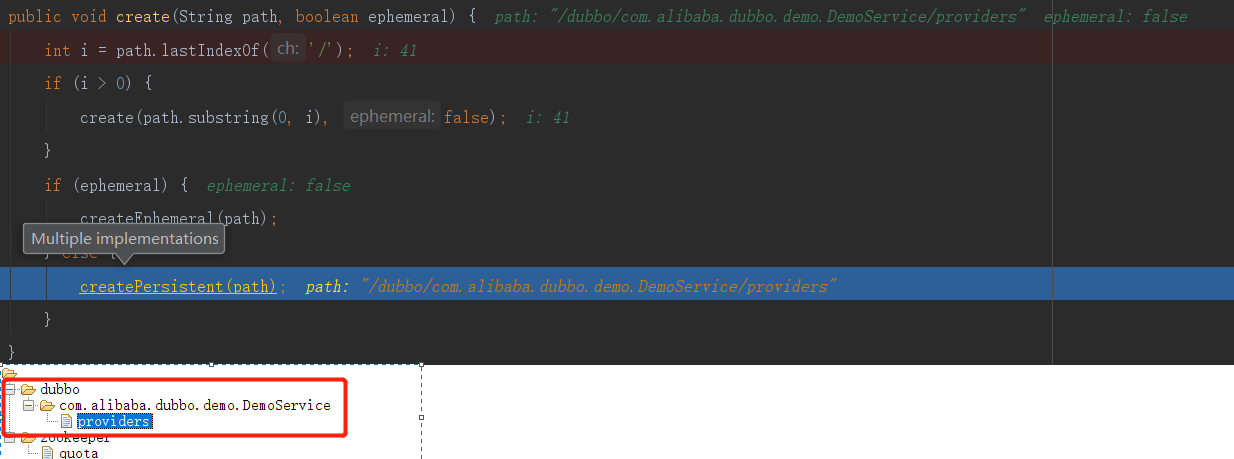 public void create(String path, boolean ephemeral) {  path: "/dubbo/com.alibaba.dubbo.demo.DemoService/providers"  ephemeral: false
int i = path.lastIndexOf( ch: '/');  i: 41
if (i > 0) {
create(path.substring(0, i),  ephemeral: false);  i: 41
}
if (ephemeral) {  ephemeral: false
createEphemeral(path);
Multiple implementations
} else {
createPersistent(path);  path: "/dubbo/com.alibaba.dubbo.demo.DemoService/providers"
}
}
dubbo
com.alibaba.dubbo.demo.DemoService
providers
zookeeper
quota